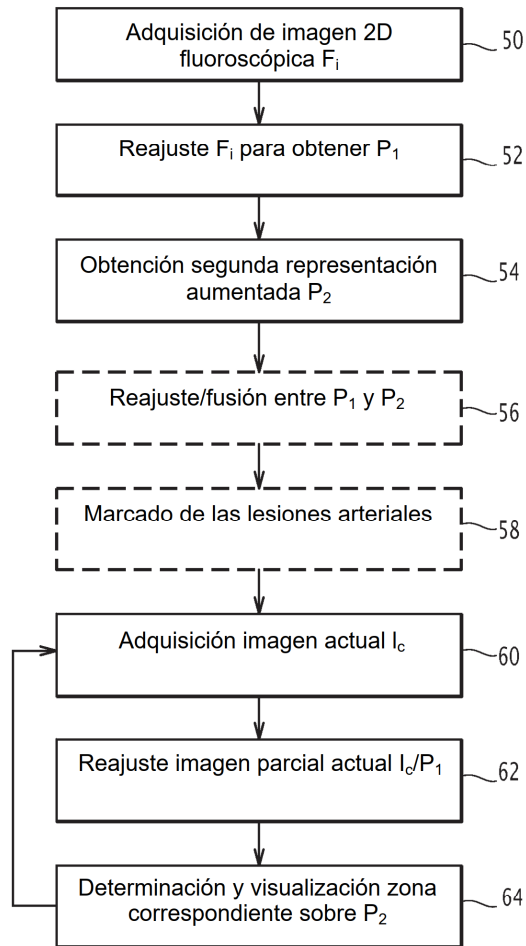 Adquisición de imagen 2D
fluoroscópica Fi
50
Reajuste Fi para obtener P1
52
Obtención segunda representación
aumentada P2
54
Reajuste/fusión entre P1 y P2
56
Marcado de las lesiones arteriales
58
Adquisición imagen actual Ic
60
Reajuste imagen parcial actual Ic/P1
62
Determinación y visualización zona
correspondiente sobre P2
64